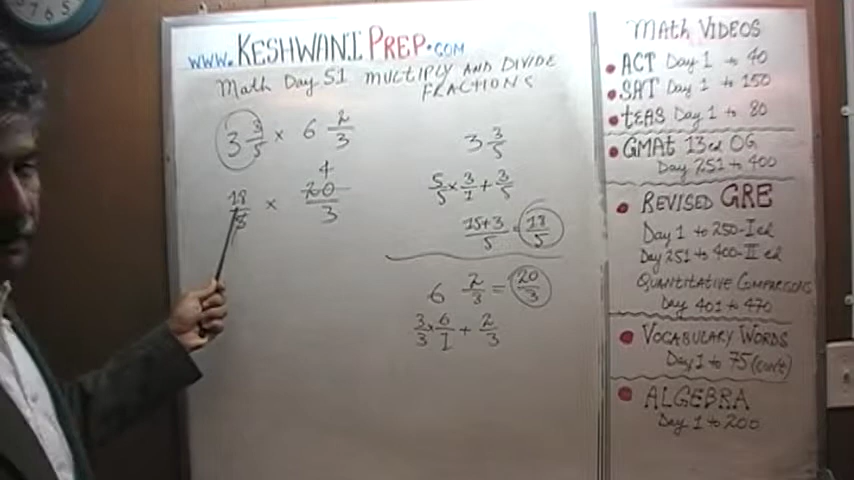 www.KESHWANI PREP.COM
Math Day 51 MULTIPLY AND DIVIDE
FRACTIONS
3 3/5 × 6 2/3
4
18/5 × 20/3
3 3/5
5/5 × 3/1 + 3/5
15+3/5 = 18/5
6 2/3 = 20/3
3/3 × 6/1 + 2/3
MATH VIDEOS
ACT Day 1 to 40
SAT Day 1 to 150
TEAS Day 1 to 80
GMAt 13ed OG
Day 251 to 400
REVISED GRE
Day 1 to 250-I ed
Day 251 to 400-II ed
QUANTITATIVE COMPARISONS
Day 401 to 470
VOCABULARY WORDS
Day 1 to 75
ALGEBRA
Day 1 to 200